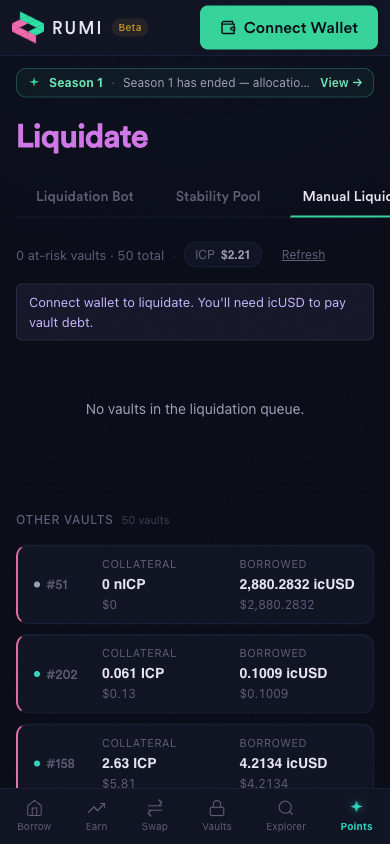 RUMI Beta Connect Wallet
Season 1 · Season 1 has ended — allocatio... View →
Liquidate
Liquidation Bot Stability Pool Manual Liquid
0 at-risk vaults · 50 total · ICP $2.21 · Refresh
Connect wallet to liquidate. You'll need icUSD to pay
vault debt.
No vaults in the liquidation queue.
OTHER VAULTS 50 vaults
COLLATERAL BORROWED
#51 0 nICP 2,880.2832 icUSD
$0 $2,880.2832
COLLATERAL BORROWED
#202 0.061 ICP 0.1009 icUSD
$0.13 $0.1009
COLLATERAL BORROWED
#158 2.63 ICP 4.2134 icUSD
$5.81 $4.2134
Borrow Earn Swap Vaults Explorer Points